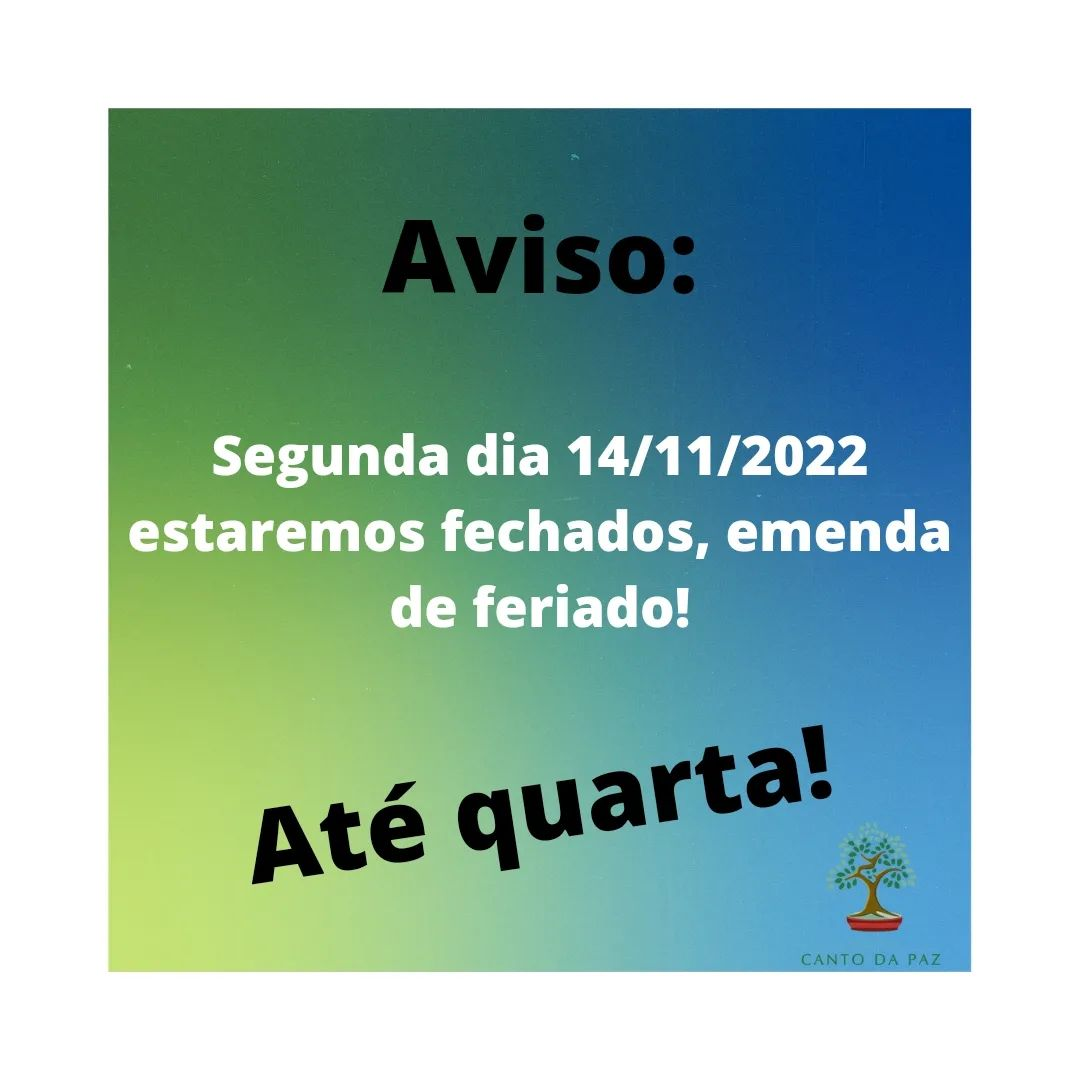 Aviso:
Segunda dia 14/11/2022
estaremos fechados, emenda
de feriado!
Até quarta!
CANTO DA PAZ